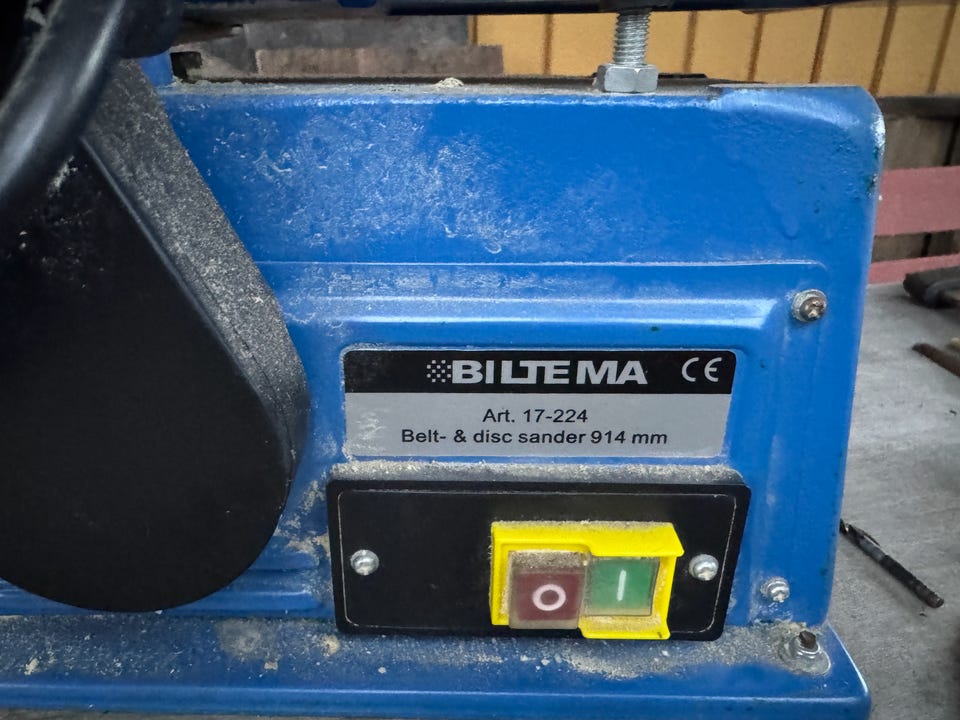 BILTEMA CE
Art. 17-224
Belt- & disc sander 914 mm
O I